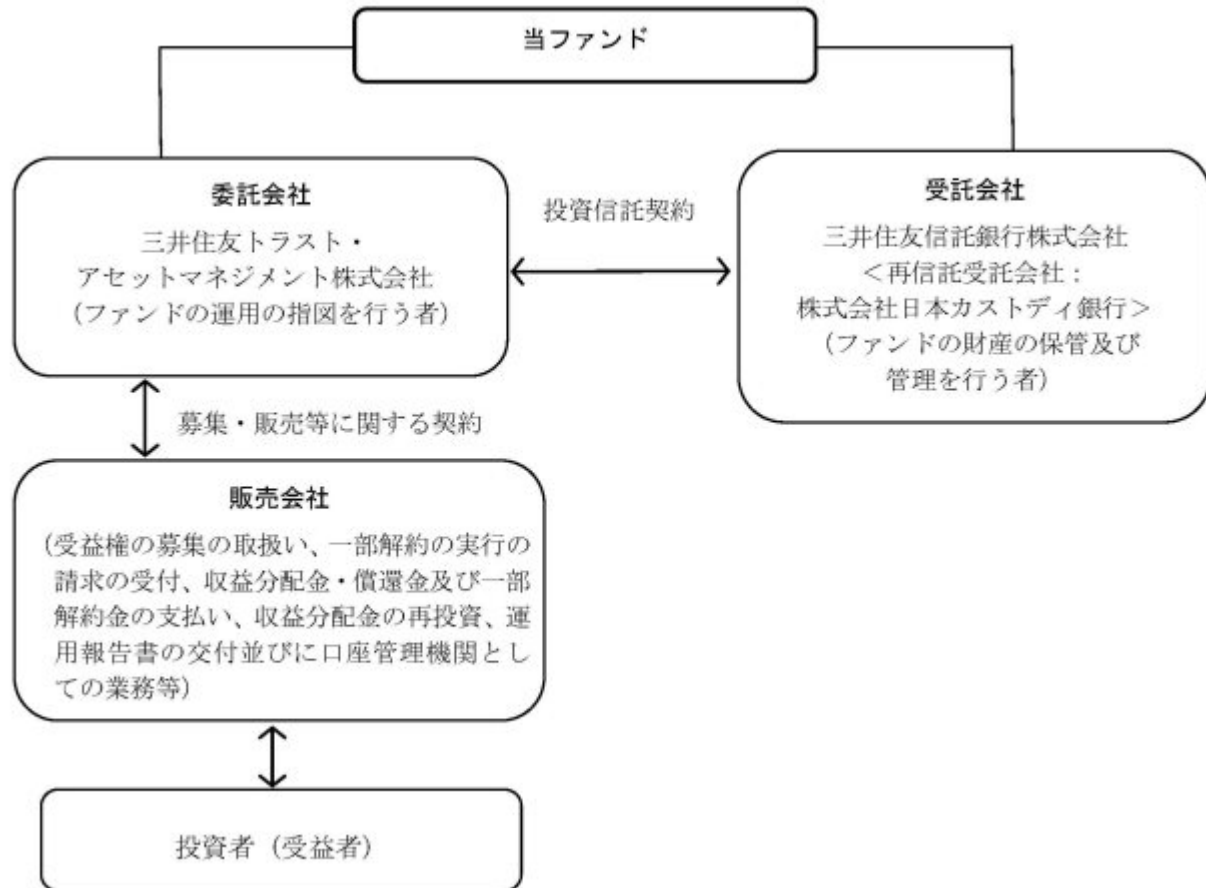 当ファンド
委託会社
三井住友トラスト・
アセットマネジメント株式会社
(ファンドの運用の指図を行う者)
投資信託契約
受託会社
三井住友信託銀行株式会社
<再信託受託会社:
株式会社日本カストディ銀行>
(ファンドの財産の保管及び
管理を行う者)
募集・販売等に関する契約
販売会社
(受益権の募集の取扱い、一部解約の実行の
請求の受付、収益分配金・償還金及び一部
解約金の支払い、収益分配金の再投資、運
用報告書の交付並びに口座管理機関とし
ての業務等)
投資者(受益者)